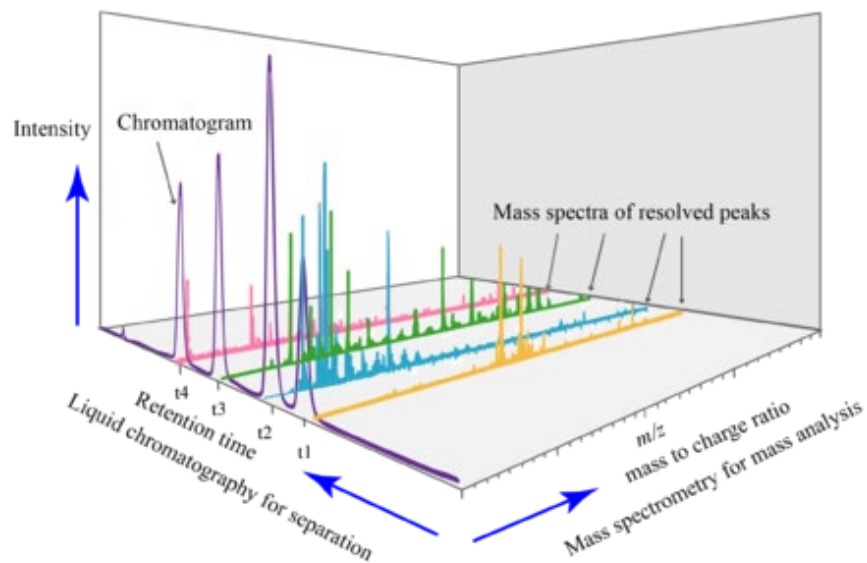 Intensity
Chromatogram
Mass spectra of resolved peaks
t4
t3
t2
t1
Retention time
Liquid chromatography for separation
m/z
mass to charge ratio
Mass spectrometry for mass analysis